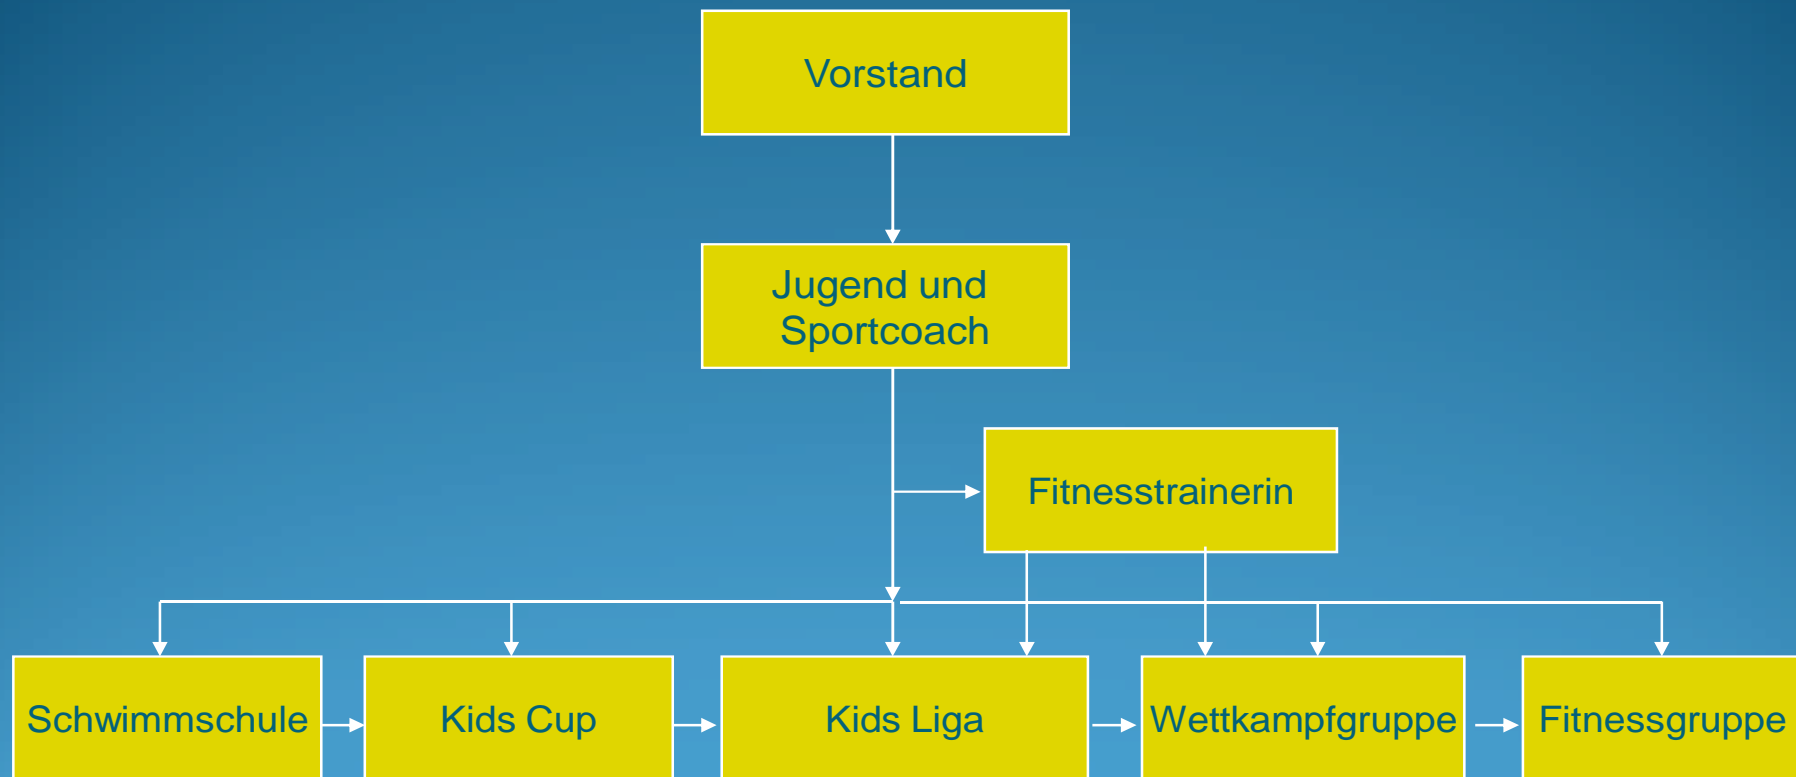 Vorstand
Jugend und
Sportcoach
Fitnesstrainerin
Schwimmschule
Kids Cup
Kids Liga
Wettkampfgruppe
Fitnessgruppe